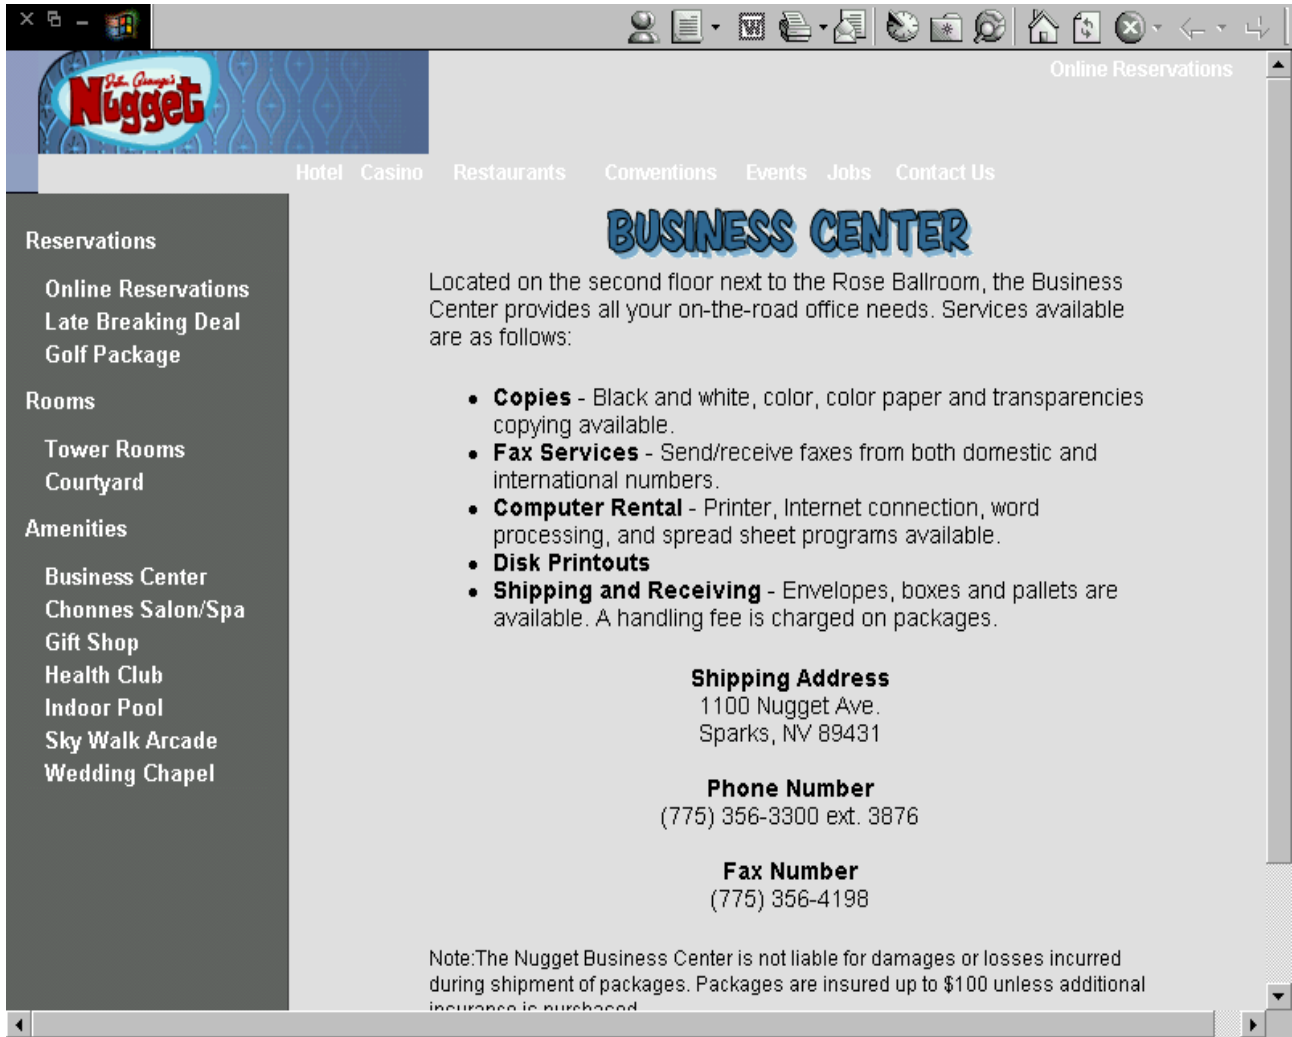 Online Reservations
John Ascuaga's
Nugget
Hotel Casino Restaurants Conventions Events Jobs Contact Us
Reservations
Online Reservations
Late Breaking Deal
Golf Package
Rooms
Tower Rooms
Courtyard
Amenities
Business Center
Chonnes Salon/Spa
Gift Shop
Health Club
Indoor Pool
Sky Walk Arcade
Wedding Chapel
BUSINESS CENTER
Located on the second floor next to the Rose Ballroom, the Business
Center provides all your on-the-road office needs. Services available
are as follows:
• Copies - Black and white, color, color paper and transparencies
copying available.
• Fax Services - Send/receive faxes from both domestic and
international numbers.
• Computer Rental - Printer, Internet connection, word
processing, and spread sheet programs available.
• Disk Printouts
• Shipping and Receiving - Envelopes, boxes and pallets are
available. A handling fee is charged on packages.
Shipping Address
1100 Nugget Ave.
Sparks, NV 89431
Phone Number
(775) 356-3300 ext. 3876
Fax Number
(775) 356-4198
Note:The Nugget Business Center is not liable for damages or losses incurred
during shipment of packages. Packages are insured up to $100 unless additional
insurance is purchased